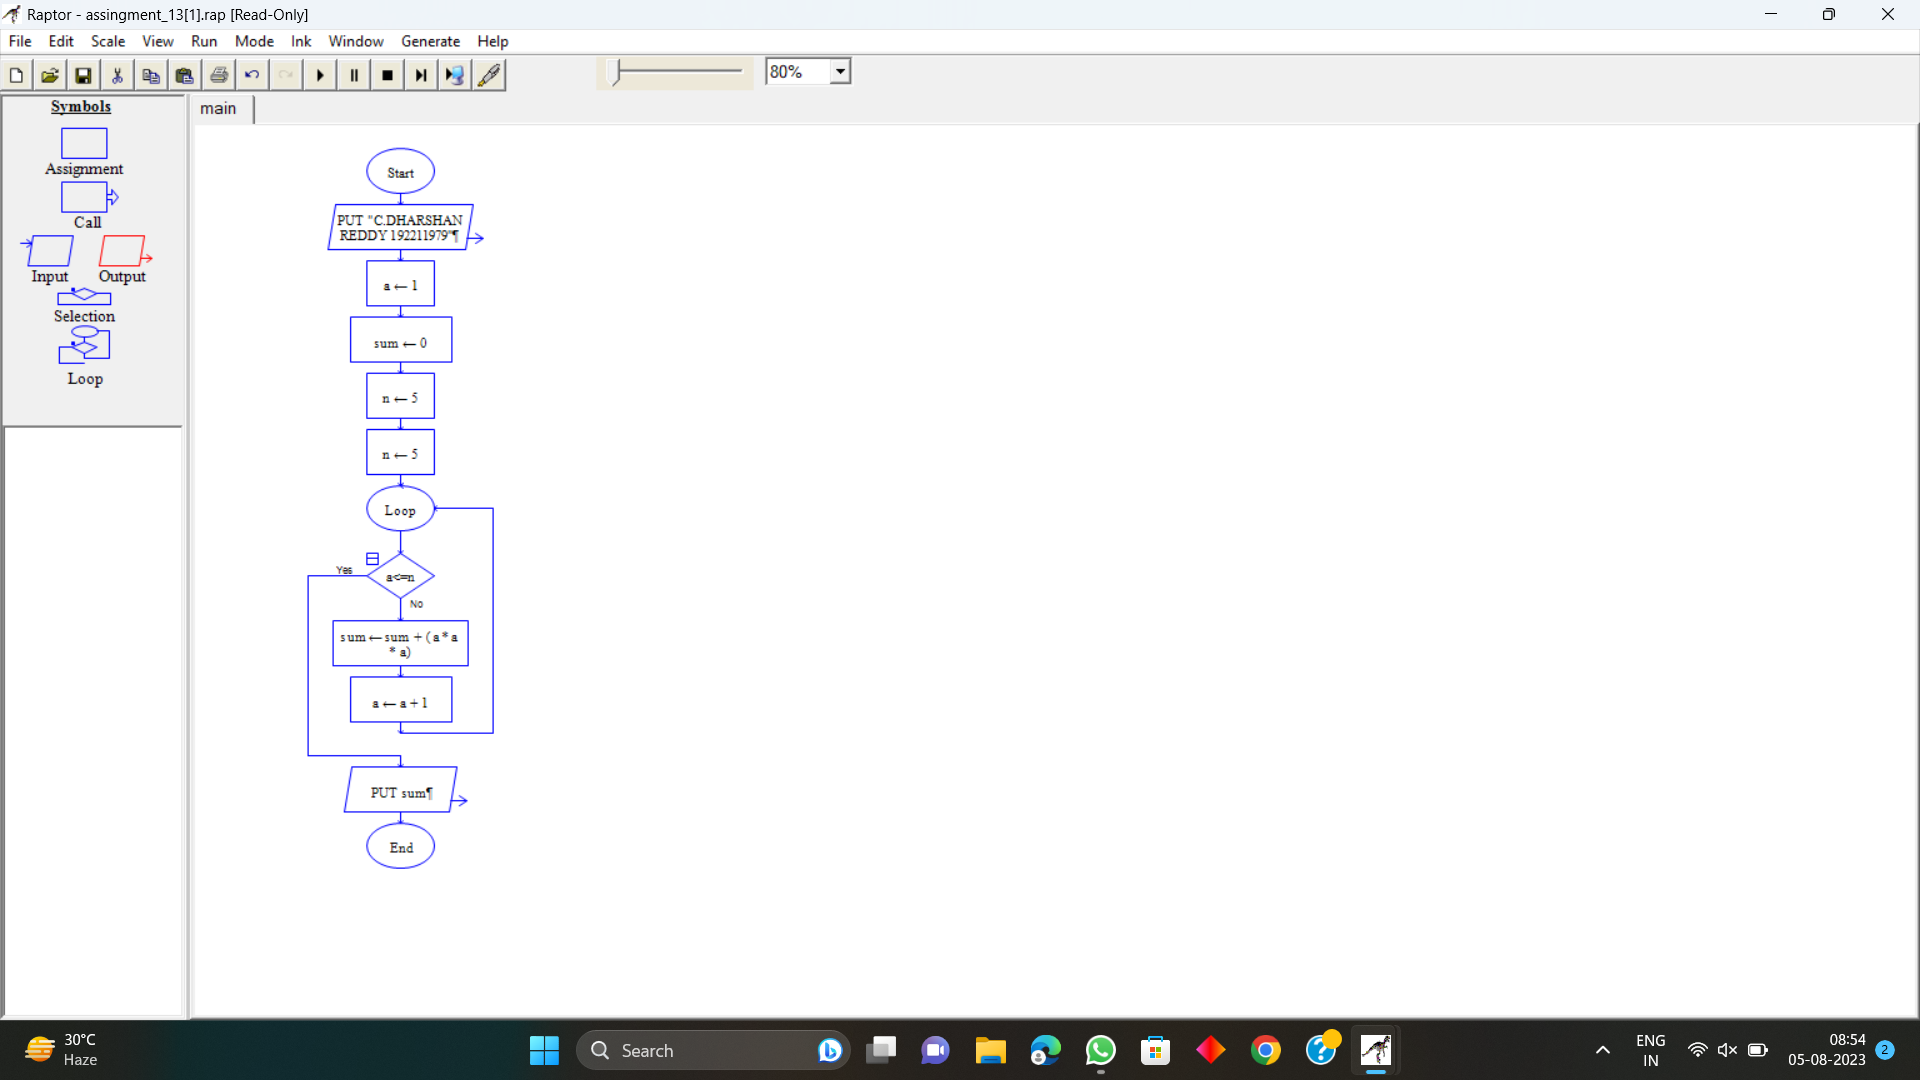 Raptor - assingment_13[1].rap [Read-Only]
File Edit Scale View Run Mode Ink Window Generate Help
80%
Symbols
Assignment
Call
Input Output
Selection
Loop
main
Start
PUT "C.DHARSHAN
REDDY 192211979"¶
a ← 1
sum ← 0
n ← 5
n ← 5
Loop
Yes
a<=n
No
sum ← sum + (a * a
* a)
a ← a + 1
PUT sum¶
End
30°C
Haze
Search
ENG
IN
08:54
05-08-2023
2